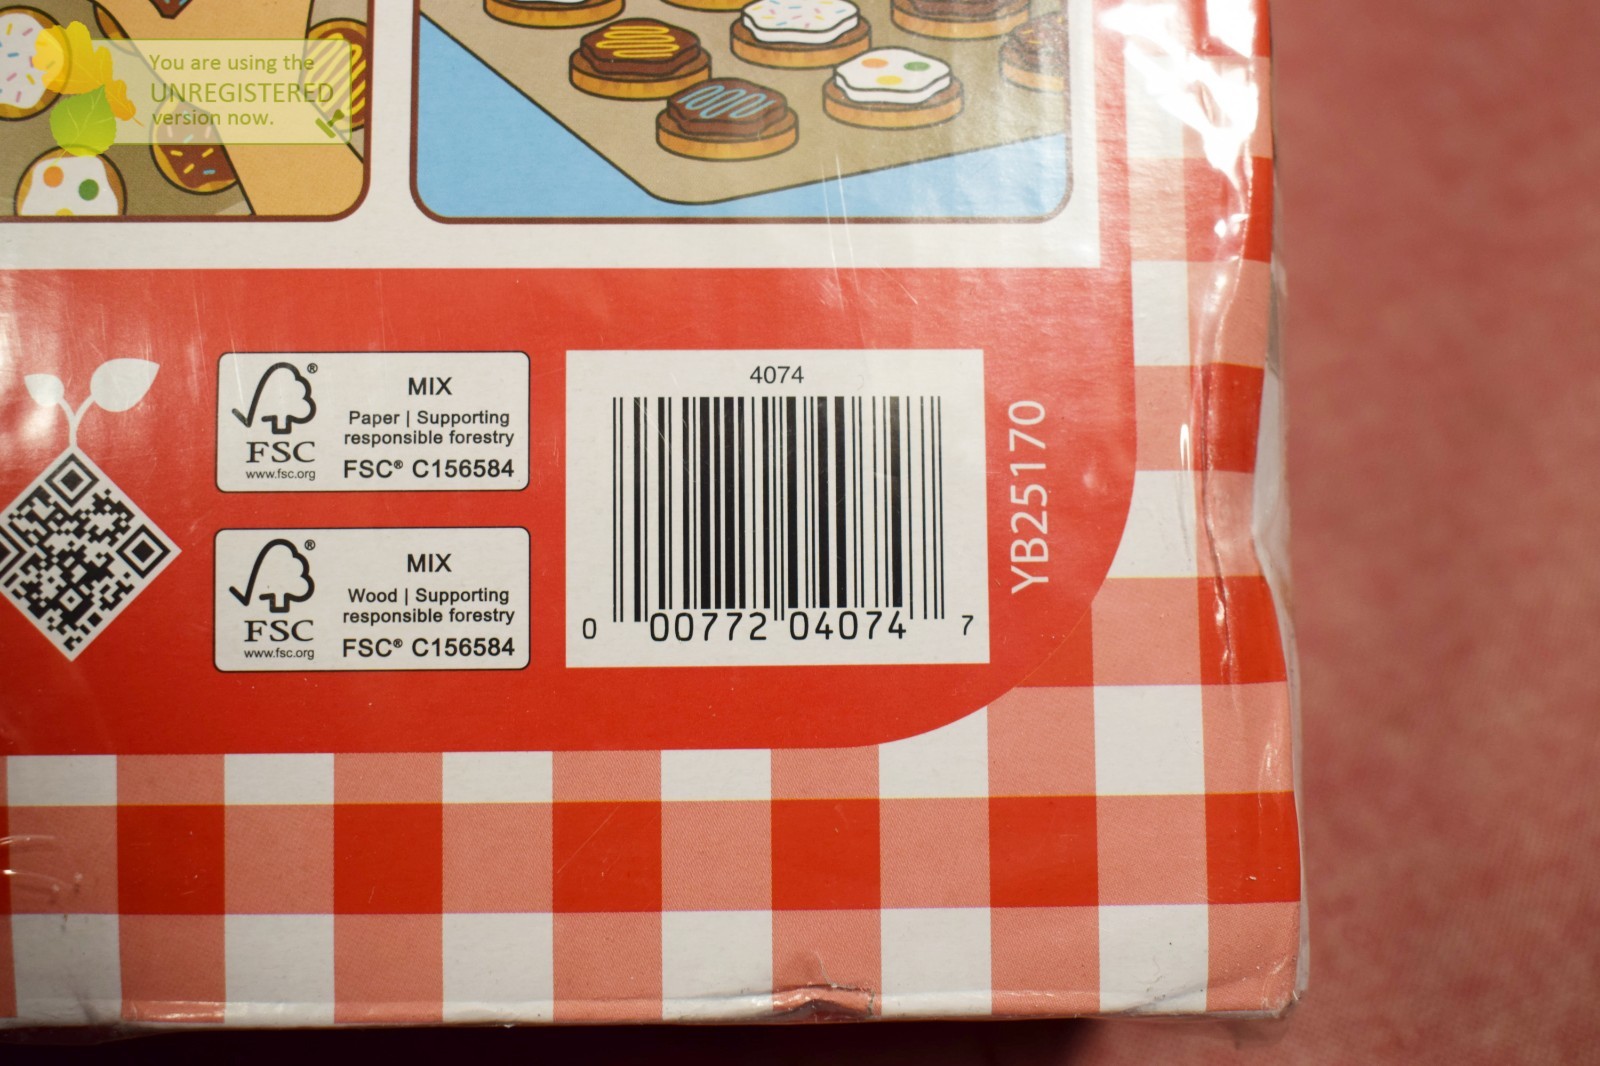 You are using the
UNREGISTERED
version now.
MIX
Paper | Supporting
responsible forestry
FSC® C156584
®
FSC
www.fsc.org
MIX
Wood | Supporting
responsible forestry
FSC® C156584
®
FSC
www.fsc.org
4074
0 00772 04074 7
YB25170